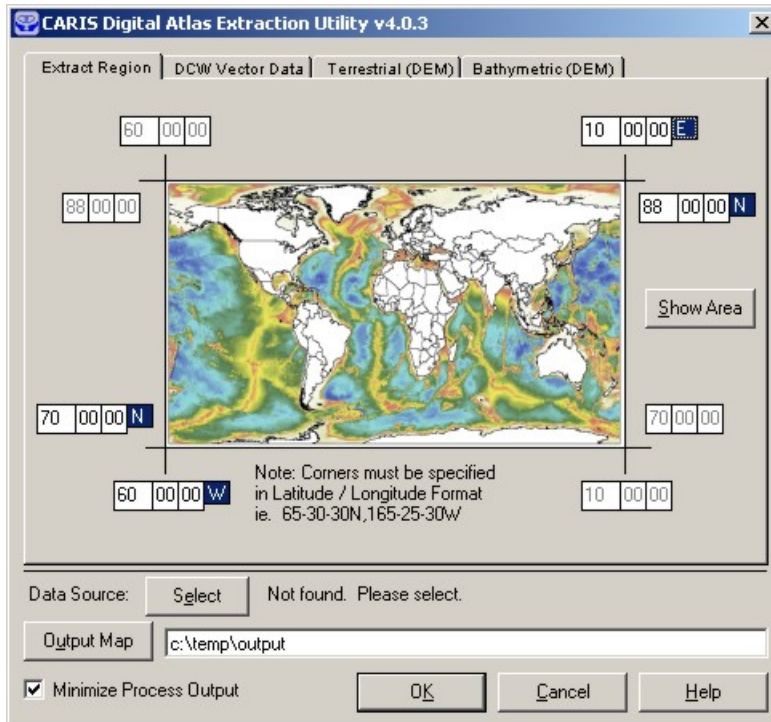 CARIS Digital Atlas Extraction Utility v4.0.3
Extract Region DCW Vector Data Terrestrial (DEM) Bathymetric (DEM)
60 00 00 10 00 00 E
88 00 00 88 00 00 N
Show Area
70 00 00 N 70 00 00
60 00 00 W 10 00 00
Note: Corners must be specified
in Latitude / Longitude Format
ie. 65-30-30N,165-25-30W
Data Source: Select Not found. Please select.
Output Map c:\temp\output
Minimize Process Output OK Cancel Help